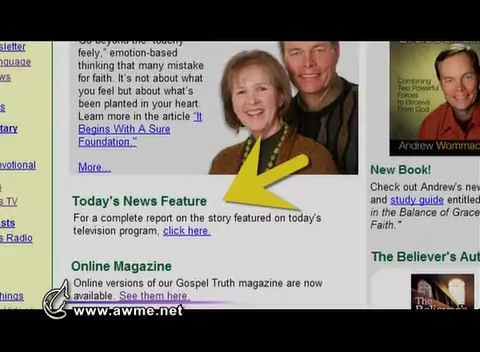 Go beyond the "touchy
feely," emotion-based
thinking that many mistake
for faith. It's not about what
you feel but about what's
been planted in your heart.
Learn more in the article "It
Begins With A Sure
Foundation."
More...
Today's News Feature
For a complete report on the story featured on today's
television program, click here.
Online Magazine
Online versions of our Gospel Truth magazine are now
available. See them here.
Combining
Two Powerful
Forces
to Receive
From God
Andrew Wommac
New Book!
Check out Andrew's new
and study guide entitled
in the Balance of Grace
Faith."
The Believer's Aut
The
Believer's
sletter
anguage
ws
s
tary
evotional
s
s TV
sts
s Radio
hings
www.awme.net